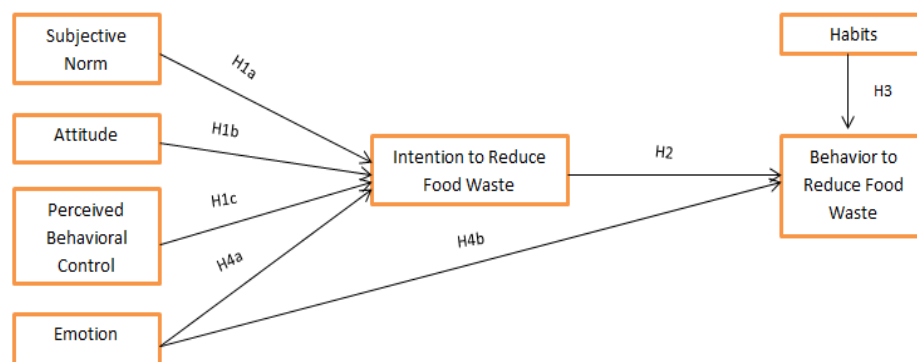 Subjective
Norm
Habits
H1a
H3
Attitude
H1b
Intention to Reduce
Food Waste
H2
Behavior to
Reduce Food
Waste
Perceived
Behavioral
Control
H1c
H4a
H4b
Emotion